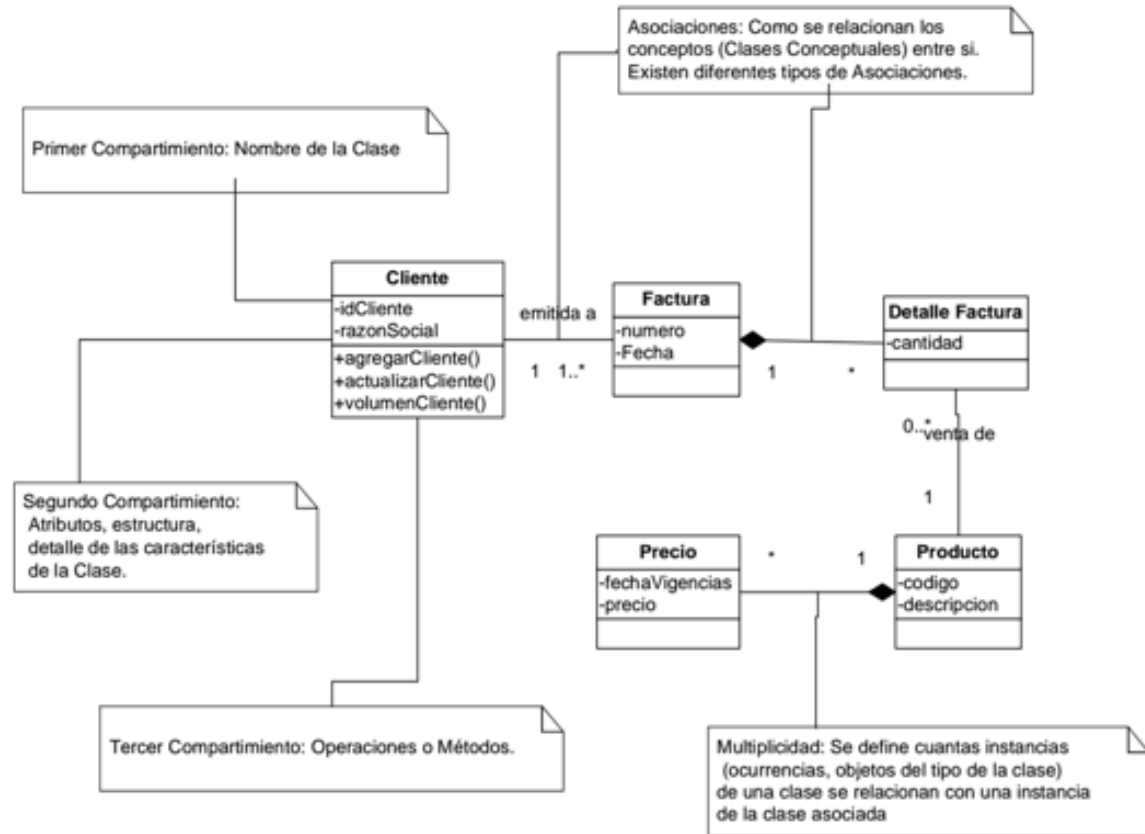 Asociaciones: Como se relacionan los
conceptos (Clases Conceptuales) entre si.
Existen diferentes tipos de Asociaciones.
Primer Compartimiento: Nombre de la Clase
Cliente
-idCliente
-razonSocial
+agregarCliente()
+actualizarCliente()
+volumenCliente()
emitida a
1
1..*
Factura
-numero
-Fecha
1
*
Detalle Factura
-cantidad
0..*
venta de
1
Segundo Compartimiento:
Atributos, estructura,
detalle de las características
de la Clase.
Precio
-fechaVigencias
-precio
*
1
Producto
-codigo
-descripcion
Tercer Compartimiento: Operaciones o Métodos.
Multiplicidad: Se define cuantas instancias
(ocurrencias, objetos del tipo de la clase)
de una clase se relacionan con una instancia
de la clase asociada